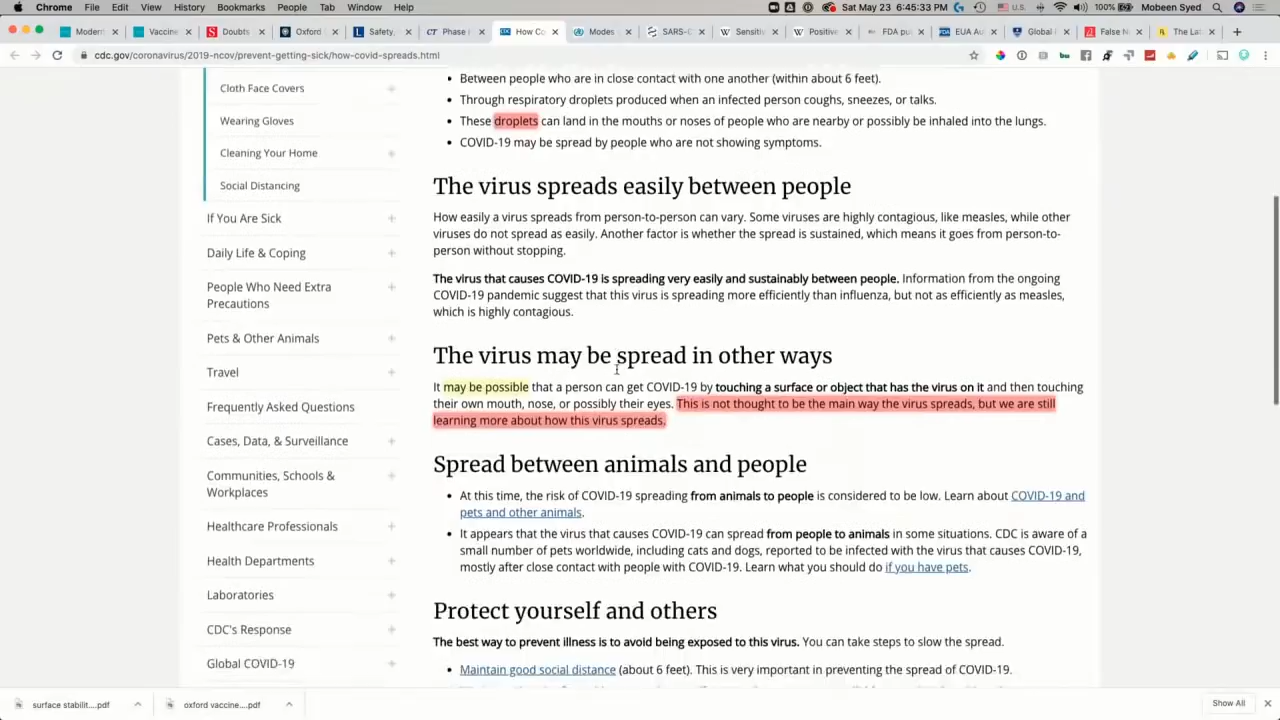 Chrome File Edit View History Bookmarks People Tab Window Help U.S. 100% Sat May 23 6:45:33 PM Mobeen Syed
Modern Vaccine Doubts Oxford Safety, Phase How Co Modes SARS-C Sensitiv Positive FDA pul EUA Au Global False N The Lat
cdc.gov/coronavirus/2019-ncov/prevent-getting-sick/how-covid-spreads.html
Cloth Face Covers
Wearing Gloves
Cleaning Your Home
Social Distancing
If You Are Sick
Daily Life & Coping
People Who Need Extra
Precautions
Pets & Other Animals
Travel
Frequently Asked Questions
Cases, Data, & Surveillance
Communities, Schools &
Workplaces
Healthcare Professionals
Health Departments
Laboratories
CDC's Response
Global COVID-19
Between people who are in close contact with one another (within about 6 feet).
Through respiratory droplets produced when an infected person coughs, sneezes, or talks.
These droplets can land in the mouths or noses of people who are nearby or possibly be inhaled into the lungs.
COVID-19 may be spread by people who are not showing symptoms.
The virus spreads easily between people
How easily a virus spreads from person-to-person can vary. Some viruses are highly contagious, like measles, while other
viruses do not spread as easily. Another factor is whether the spread is sustained, which means it goes from person-to-
person without stopping.
The virus that causes COVID-19 is spreading very easily and sustainably between people. Information from the ongoing
COVID-19 pandemic suggest that this virus is spreading more efficiently than influenza, but not as efficiently as measles,
which is highly contagious.
The virus may be spread in other ways
It may be possible that a person can get COVID-19 by touching a surface or object that has the virus on it and then touching
their own mouth, nose, or possibly their eyes. This is not thought to be the main way the virus spreads, but we are still
learning more about how this virus spreads.
Spread between animals and people
At this time, the risk of COVID-19 spreading from animals to people is considered to be low. Learn about COVID-19 and
pets and other animals.
It appears that the virus that causes COVID-19 can spread from people to animals in some situations. CDC is aware of a
small number of pets worldwide, including cats and dogs, reported to be infected with the virus that causes COVID-19,
mostly after close contact with people with COVID-19. Learn what you should do if you have pets.
Protect yourself and others
The best way to prevent illness is to avoid being exposed to this virus. You can take steps to slow the spread.
Maintain good social distance (about 6 feet). This is very important in preventing the spread of COVID-19.
surface stabilit....pdf oxford vaccine....pdf Show All